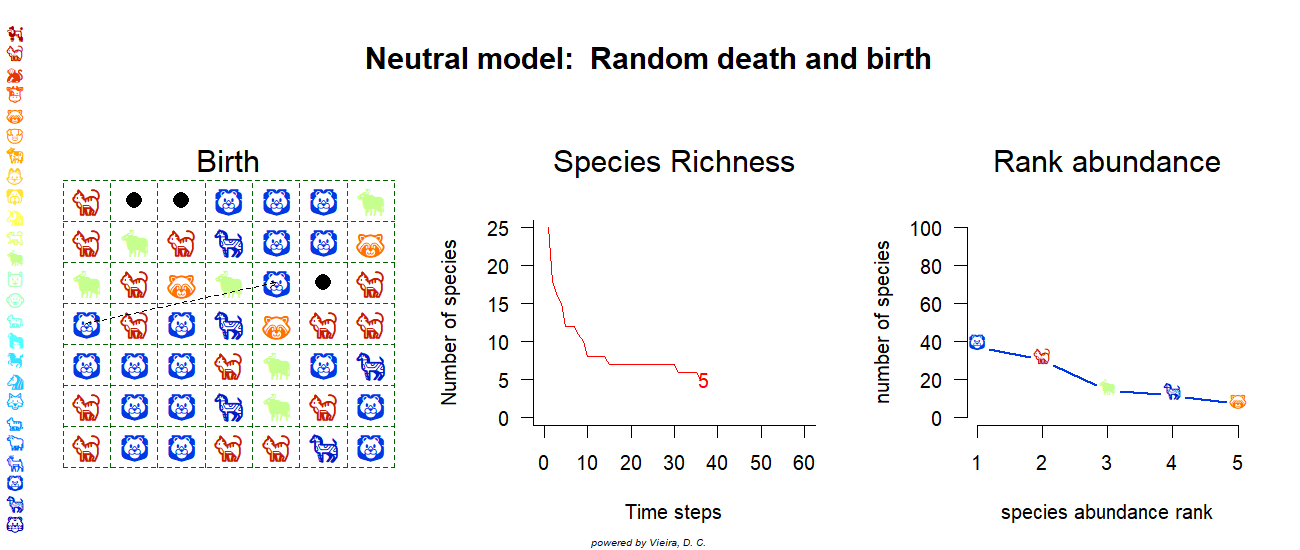 Neutral model:  Random death and birth
Birth
Species Richness
Number of species
25
20
15
10
5
0
5
0 10 20 30 40 50 60
Time steps
Rank abundance
number of species
100
80
60
40
20
0
1 2 3 4 5
species abundance rank
powered by Vieira, D. C.